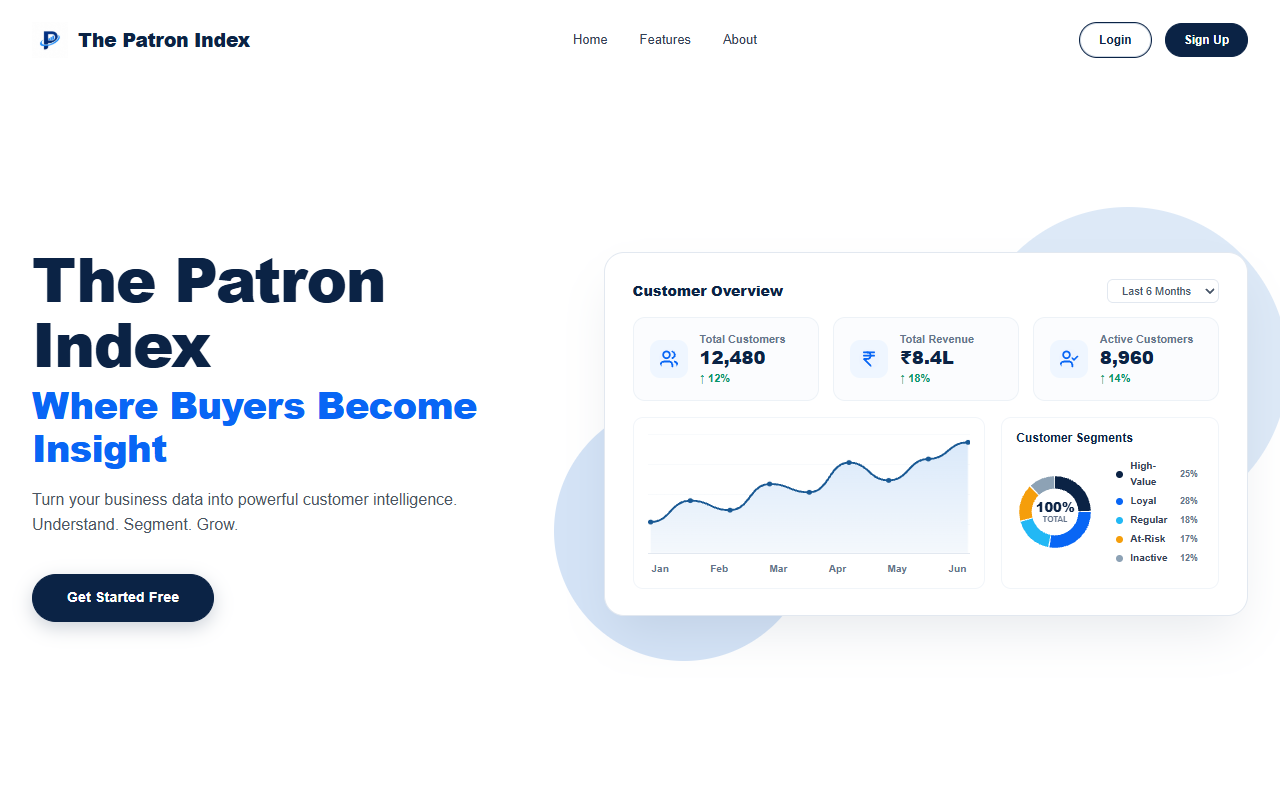 The Patron Index
Home Features About
Login Sign Up
The Patron
Index
Where Buyers Become
Insight
Turn your business data into powerful customer intelligence.
Understand. Segment. Grow.
Get Started Free
Customer Overview
Last 6 Months
Total Customers
12,480
↑ 12%
Total Revenue
₹8.4L
↑ 18%
Active Customers
8,960
↑ 14%
Jan Feb Mar Apr May Jun
Customer Segments
100%
TOTAL
High-
Value 25%
Loyal 28%
Regular 18%
At-Risk 17%
Inactive 12%